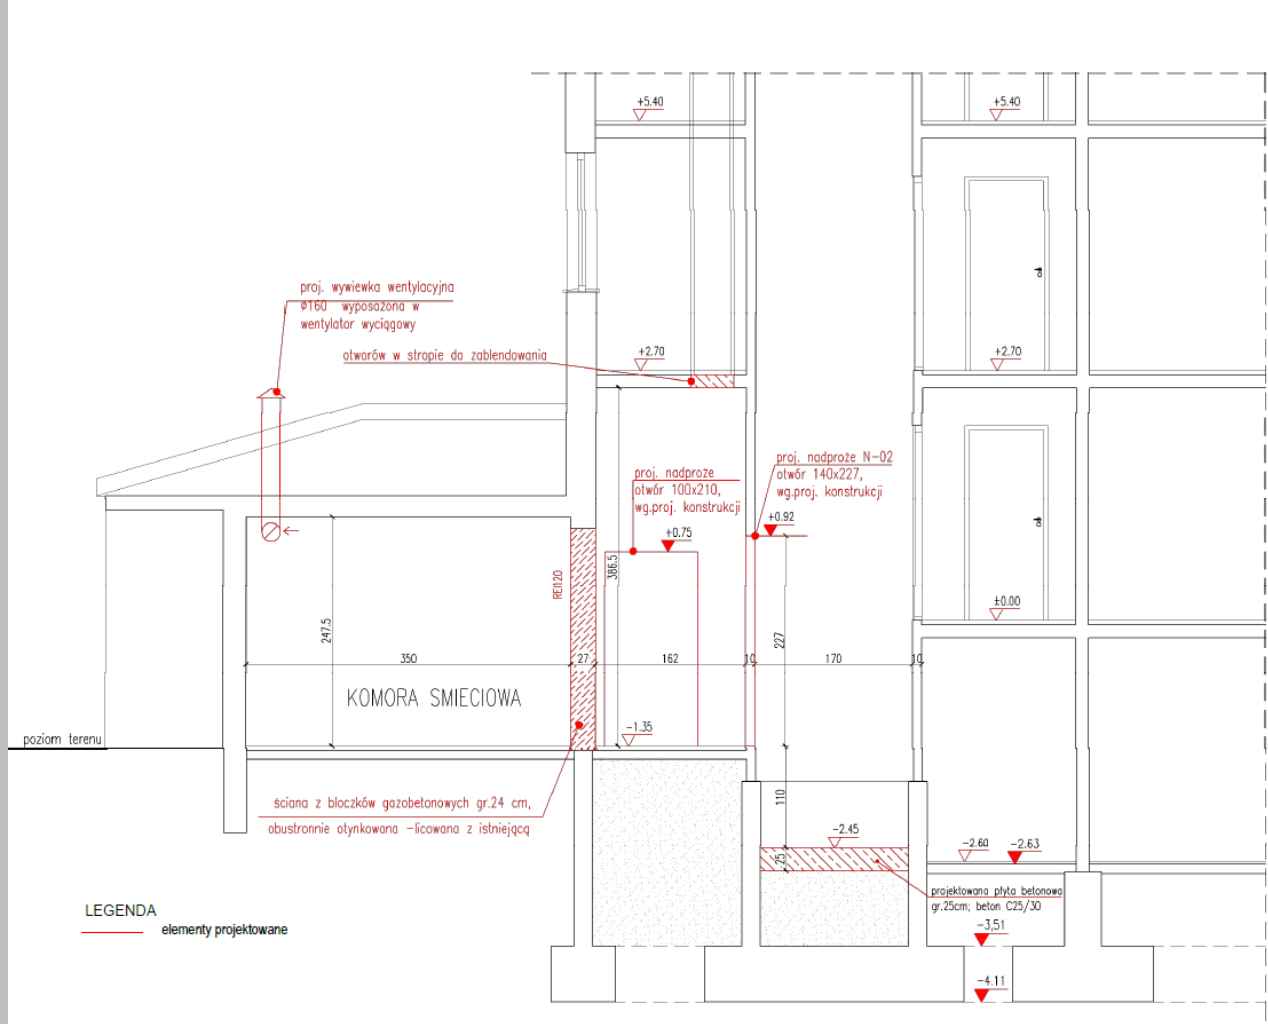 +5.40
+5.40
proj. wywiewka wentylacyjna
ø160 wyposażona w
wentylator wyciągowy
otworów w stropie do zablendowania
+2.70
+2.70
proj. nadproże
otwór 100x210,
wg.proj. konstrukcji
proj. nadproże N-02
otwór 140x227,
wg.proj. konstrukcji
+0.92
+0.75
386.5
REI120
±0.00
247.5
227
350
27
162
10
170
10
KOMORA SMIECIOWA
-1.35
poziom terenu
110
ściana z bloczków gazobetonowych gr.24 cm,
obustronnie otynkowana -licowana z istniejącą
-2.45
25
-2.60
-2.63
projektowana płyta betonowa
gr.25cm; beton C25/30
-3,51
-4.11
LEGENDA
elementy projektowane